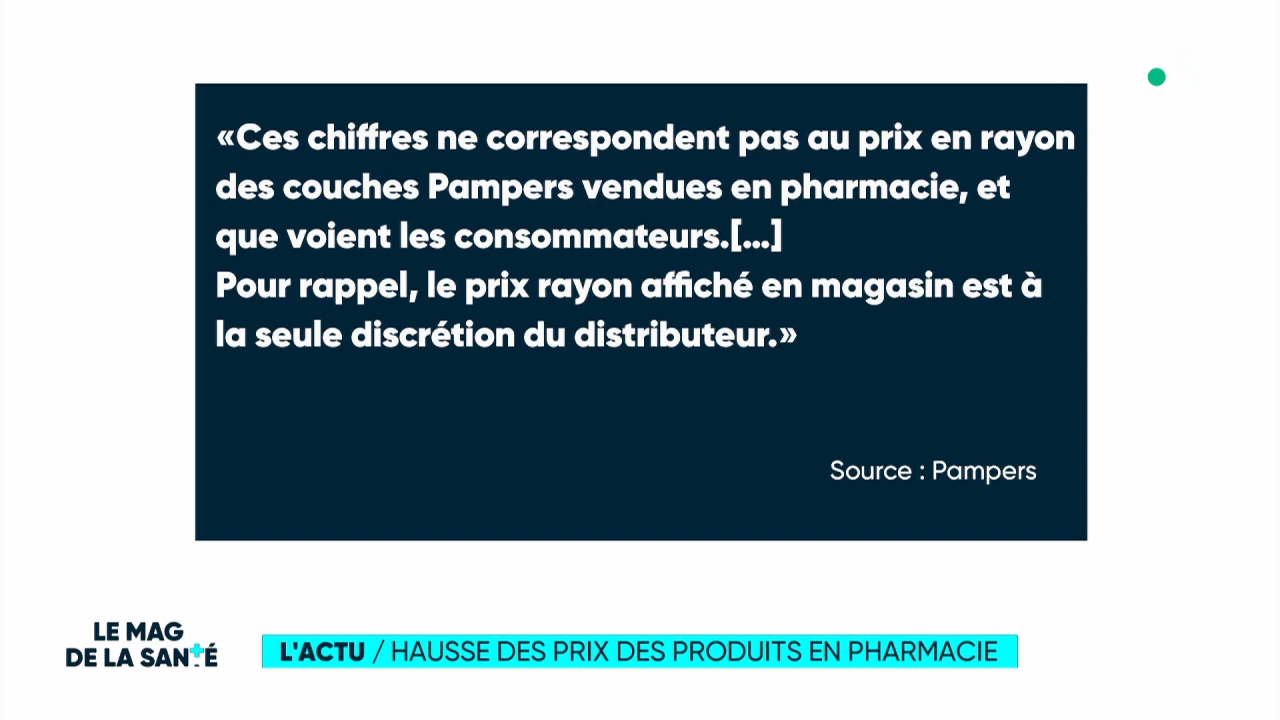 «Ces chiffres ne correspondent pas au prix en rayon
des couches Pampers vendues en pharmacie, et
que voient les consommateurs.[...]
Pour rappel, le prix rayon affiché en magasin est à
la seule discrétion du distributeur.»
Source : Pampers
LE MAG
DE LA SANTÉ
L'ACTU / HAUSSE DES PRIX DES PRODUITS EN PHARMACIE